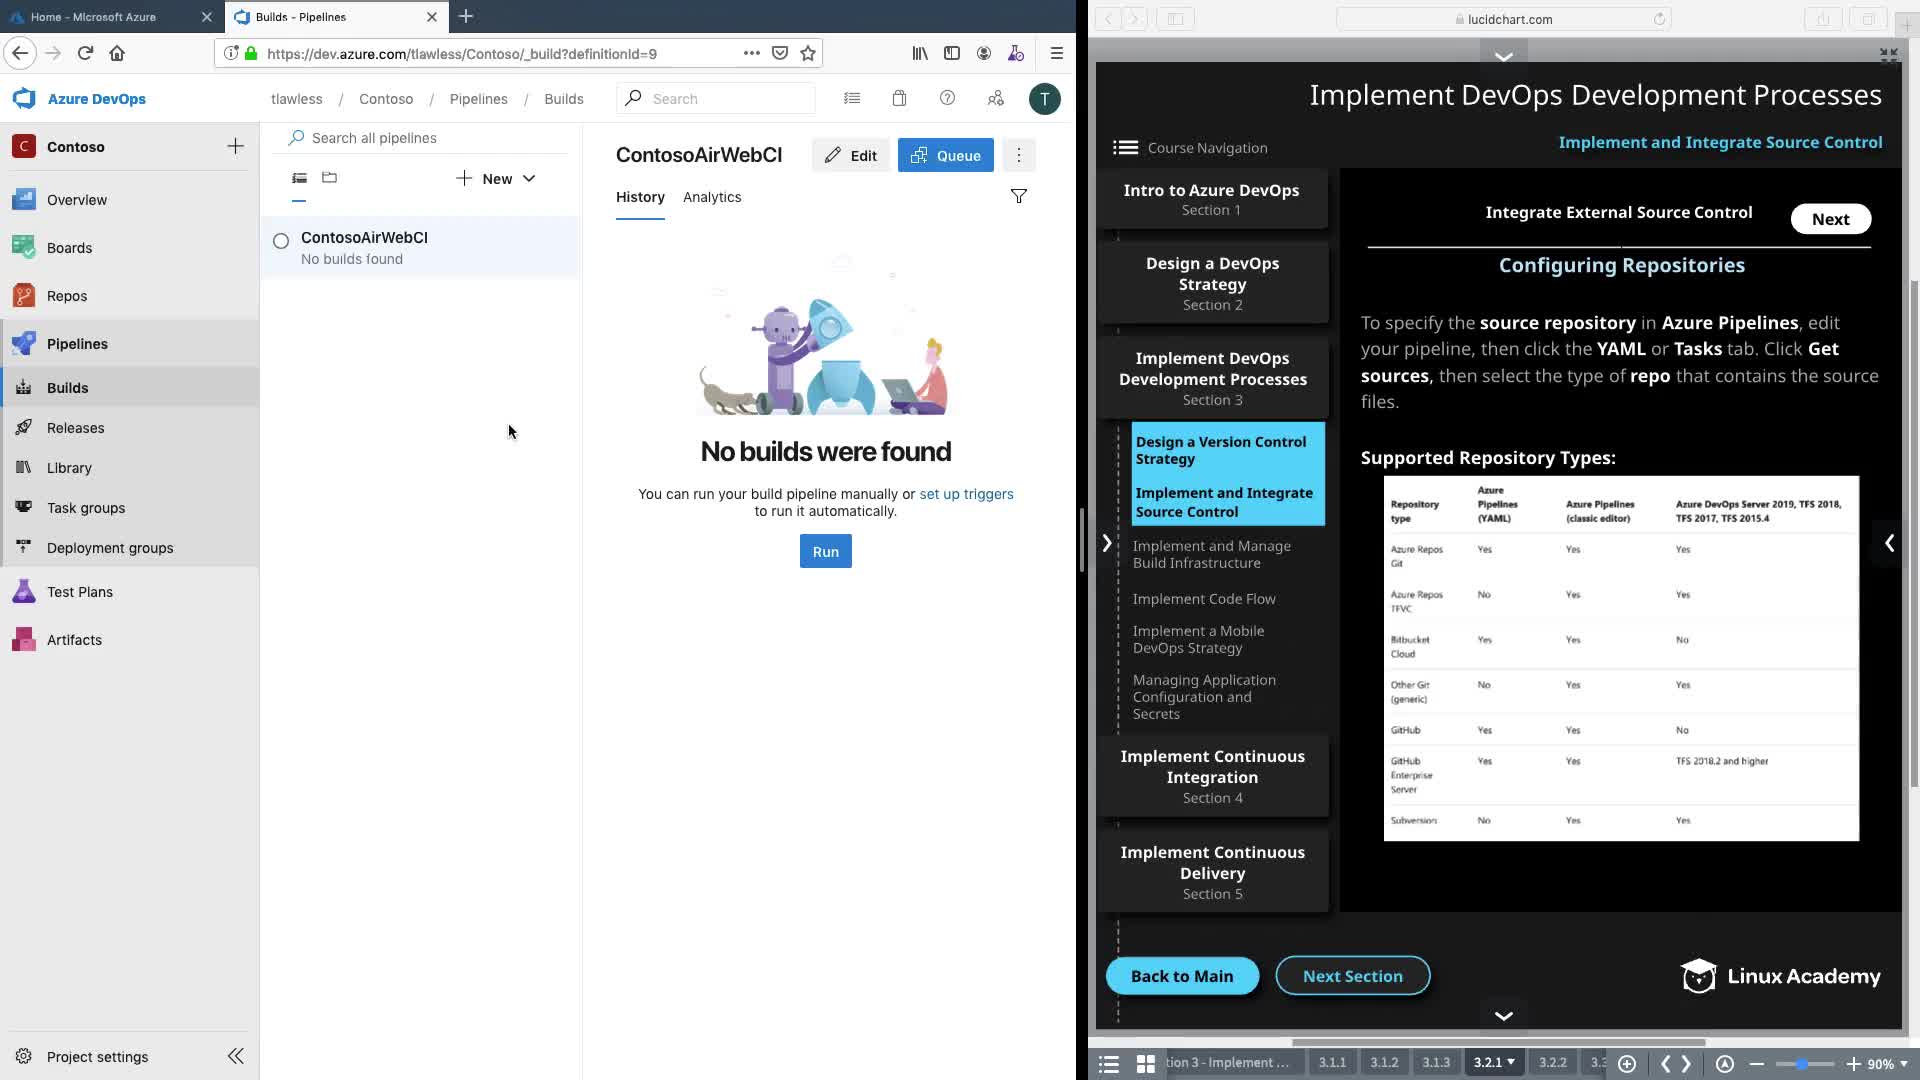 Home - Microsoft Azure
Builds - Pipelines
https://dev.azure.com/tlawless/Contoso/_build?definitionId=9
Azure DevOps
tlawless / Contoso / Pipelines / Builds
Search
T
C Contoso
Overview
Boards
Repos
Pipelines
Builds
Releases
Library
Task groups
Deployment groups
Test Plans
Artifacts
Project settings
Search all pipelines
New
ContosoAirWebCI
No builds found
ContosoAirWebCI
Edit
Queue
History
Analytics
No builds were found
You can run your build pipeline manually or set up triggers
to run it automatically.
Run
lucidchart.com
Implement DevOps Development Processes
Course Navigation
Implement and Integrate Source Control
Intro to Azure DevOps
Section 1
Design a DevOps
Strategy
Section 2
Implement DevOps
Development Processes
Section 3
Design a Version Control
Strategy
Implement and Integrate
Source Control
Implement and Manage
Build Infrastructure
Implement Code Flow
Implement a Mobile
DevOps Strategy
Managing Application
Configuration and
Secrets
Implement Continuous
Integration
Section 4
Implement Continuous
Delivery
Section 5
Integrate External Source Control
Next
Configuring Repositories
To specify the source repository in Azure Pipelines, edit
your pipeline, then click the YAML or Tasks tab. Click Get
sources, then select the type of repo that contains the source
files.
Supported Repository Types:
Repository type | Azure Pipelines (YAML) | Azure Pipelines (classic editor) | Azure DevOps Server 2019, TFS 2018, TFS 2017, TFS 2015.4
Azure Repos Git Yes Yes Yes
Azure Repos TFVC No Yes Yes
Bitbucket Cloud Yes Yes No
Other Git (generic) No Yes Yes
GitHub Yes Yes No
GitHub Enterprise Server Yes Yes TFS 2018.2 and higher
Subversion No Yes Yes
Back to Main
Next Section
Linux Academy
tion 3 - Implement ...
3.1.1
3.1.2
3.1.3
3.2.1
3.2.2
3.3
90%